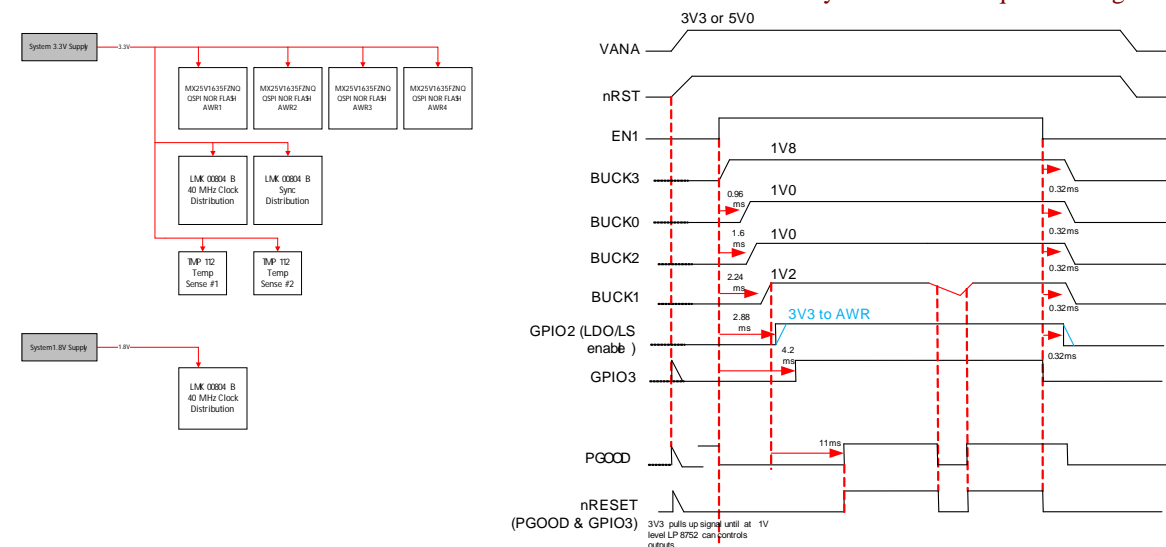 System 3.3V Supply
3.3V
MX25V1635FZNQ
QSPI NOR FLASH
AWR1
MX25V1635FZNQ
QSPI NOR FLASH
AWR2
MX25V1635FZNQ
QSPI NOR FLASH
AWR3
MX25V1635FZNQ
QSPI NOR FLASH
AWR4
LMK 00804 B
40 MHz Clock
Distribution
LMK 00804 B
Sync
Distribution
TMP 112
Temp
Sense #1
TMP 112
Temp
Sense #2
System1.8V Supply
1.8V
LMK 00804 B
40 MHz Clock
Distribution
3V3 or 5V0
VANA
nRST
EN1
1V8
BUCK3
0.32ms
0.96
ms
1V0
BUCK0
0.32ms
1.6
ms
1V0
BUCK2
0.32ms
2.24
ms
1V2
BUCK1
0.32ms
2.88
ms
3V3 to AWR
GPIO2 (LDO/LS
enable )
0.32ms
4.2
ms
GPIO3
11ms
PGOOD
nRESET
(PGOOD & GPIO3)
3V3 pulls up signal until at 1V
level LP 8752 can controls
outputs